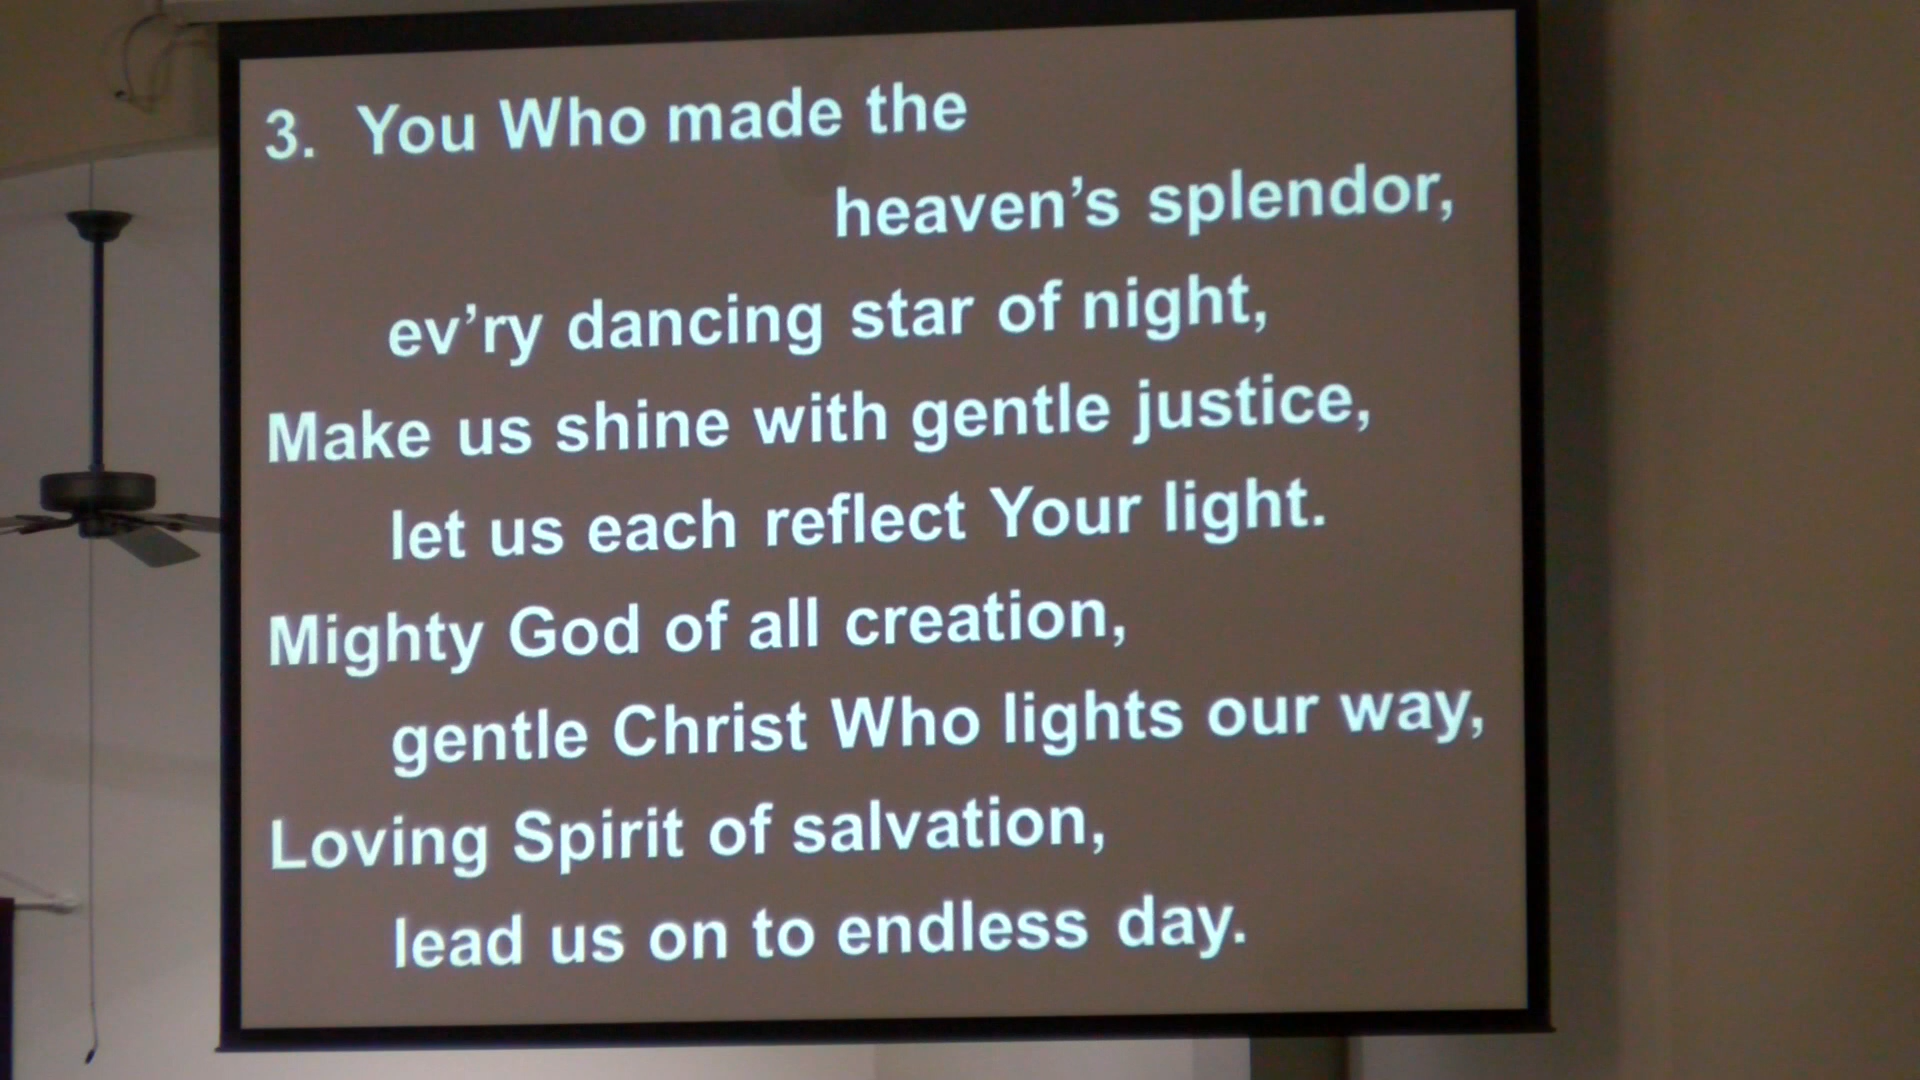 3. You Who made the
heaven’s splendor,
ev’ry dancing star of night,
Make us shine with gentle justice,
let us each reflect Your light.
Mighty God of all creation,
gentle Christ Who lights our way,
Loving Spirit of salvation,
lead us on to endless day.